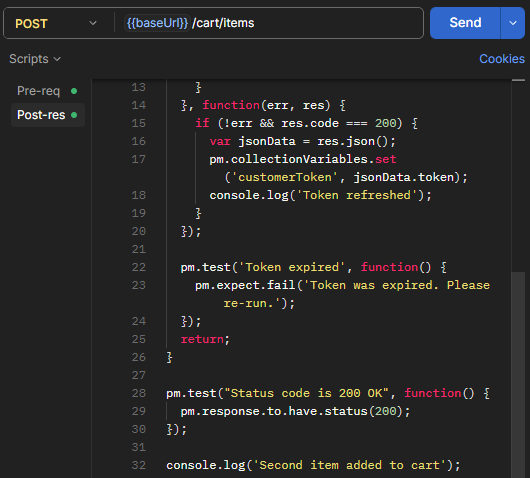 POST {{baseUrl}} /cart/items Send
Scripts Cookies
Pre-req
Post-res
13 }
14 }, function(err, res) {
15 if (!err && res.code === 200) {
16 var jsonData = res.json();
17 pm.collectionVariables.set
('customerToken', jsonData.token);
18 console.log('Token refreshed');
19 }
20 });
21
22 pm.test('Token expired', function() {
23 pm.expect.fail('Token was expired. Please
re-run.');
24 });
25 return;
26 }
27
28 pm.test("Status code is 200 OK", function() {
29 pm.response.to.have.status(200);
30 });
31
32 console.log('Second item added to cart');